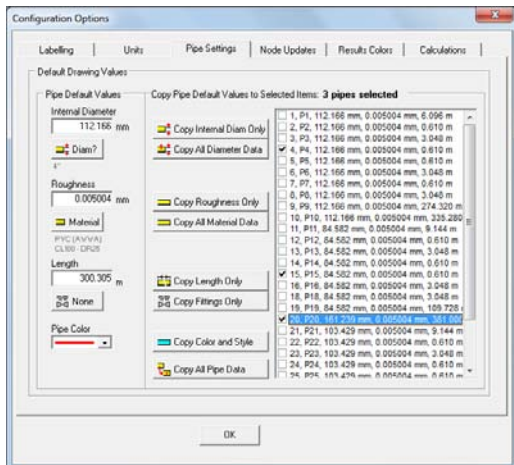 Configuration Options
Labelling
Units
Pipe Settings
Node Updates
Results Colors
Calculations
Default Drawing Values
Pipe Default Values
Internal Diameter
112.166 mm
Diam?
4"
Roughness
0.005004 mm
Material
PVC (AWWA)
CL100 - DR25
Length
300.305 m
None
Pipe Color
Copy Pipe Default Values to Selected Items: 3 pipes selected
Copy Internal Diam Only
Copy All Diameter Data
Copy Roughness Only
Copy All Material Data
Copy Length Only
Copy Fittings Only
Copy Color and Style
Copy All Pipe Data
1, P1, 112.166 mm, 0.005004 mm, 6.096 m
2, P2, 112.166 mm, 0.005004 mm, 0.610 m
3, P3, 112.166 mm, 0.005004 mm, 3.048 m
4, P4, 112.166 mm, 0.005004 mm, 0.610 m
5, P5, 112.166 mm, 0.005004 mm, 0.610 m
6, P6, 112.166 mm, 0.005004 mm, 3.048 m
7, P7, 112.166 mm, 0.005004 mm, 0.610 m
8, P8, 112.166 mm, 0.005004 mm, 3.048 m
9, P9, 112.166 mm, 0.005004 mm, 274.320 m
10, P10, 112.166 mm, 0.005004 mm, 335.280
11, P11, 84.582 mm, 0.005004 mm, 9.144 m
12, P12, 84.582 mm, 0.005004 mm, 0.610 m
13, P13, 84.582 mm, 0.005004 mm, 3.048 m
14, P14, 84.582 mm, 0.005004 mm, 0.610 m
15, P15, 84.582 mm, 0.005004 mm, 0.610 m
16, P16, 84.582 mm, 0.005004 mm, 3.048 m
18, P18, 84.582 mm, 0.005004 mm, 3.048 m
19, P19, 84.582 mm, 0.005004 mm, 109.728
20, P20, 161.239 mm, 0.005004 mm,
21, P21, 103.429 mm, 0.005004 mm, 9.144 m
22, P22, 103.429 mm, 0.005004 mm, 0.610 m
23, P23, 103.429 mm, 0.005004 mm, 3.048 m
24, P24, 103.429 mm, 0.005004 mm, 0.610 m
25, P25, 103.429 mm, 0.005004 mm, 0.610 m
OK